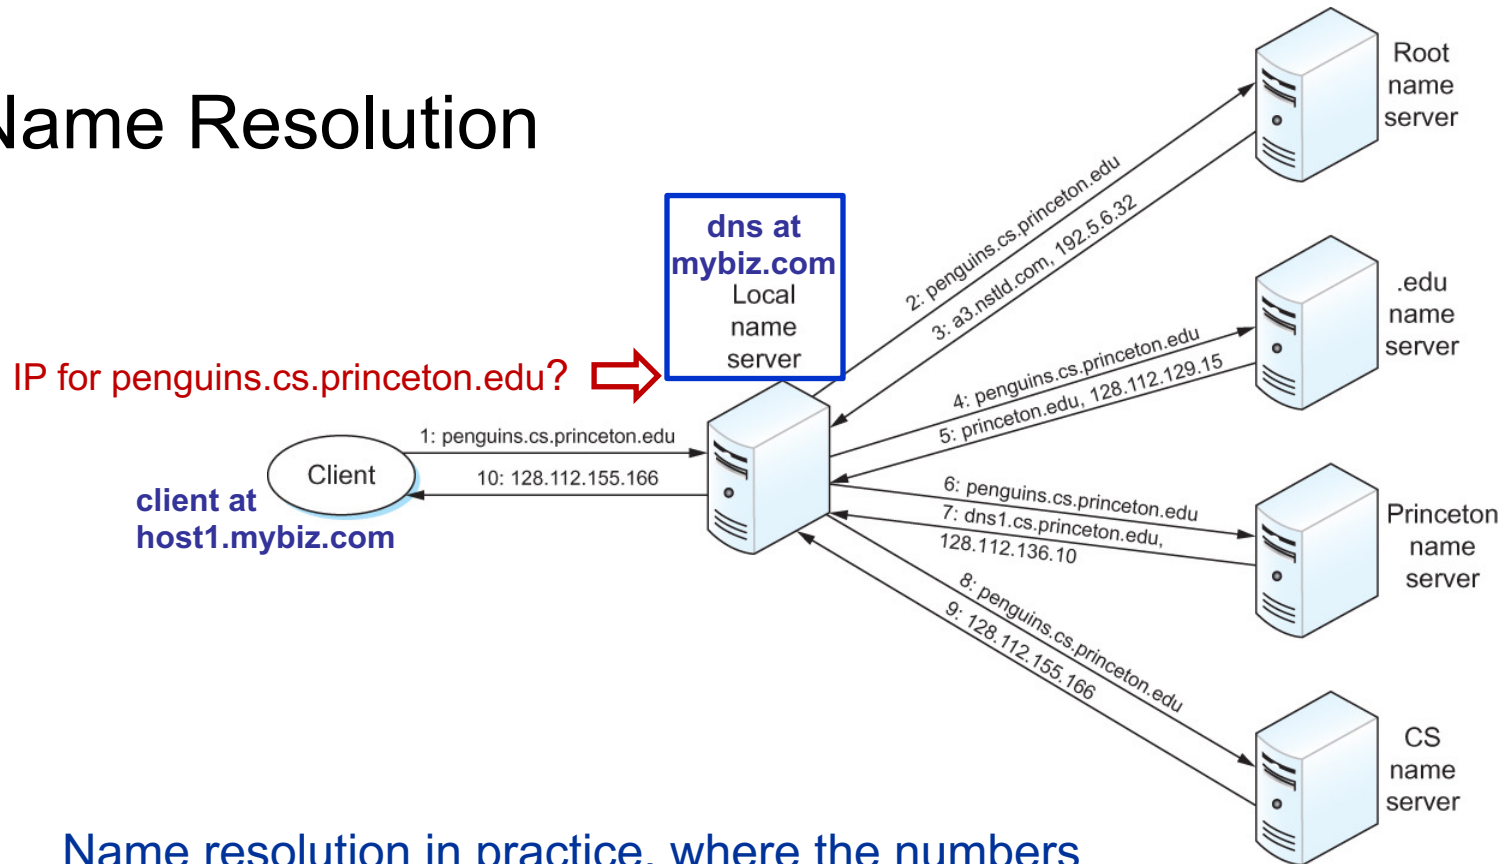 Name Resolution
Root
name
server
dns at
mybiz.com
Local
name
server
2: penguins.cs.princeton.edu
3: a3.nstld.com, 192.5.6.32
.edu
name
server
IP for penguins.cs.princeton.edu?
4: penguins.cs.princeton.edu
5: princeton.edu, 128.112.129.15
1: penguins.cs.princeton.edu
Client
10: 128.112.155.166
client at
host1.mybiz.com
6: penguins.cs.princeton.edu
7: dns1.cs.princeton.edu,
128.112.136.10
Princeton
name
server
8: penguins.cs.princeton.edu
9: 128.112.155.166
CS
name
server
Name resolution in practice, where the numbers